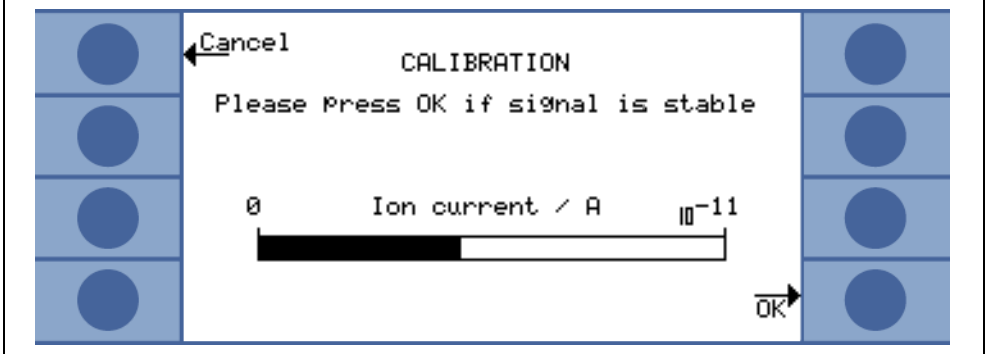 Cancel
CALIBRATION
Please press OK if signal is stable
0 Ion current / A 10-11
OK